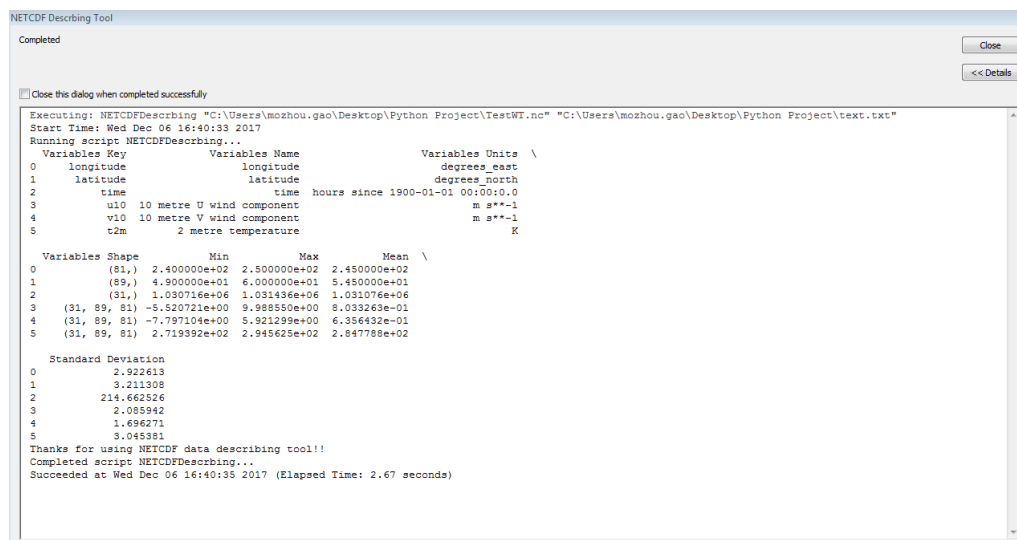 NETCDF Descrbing Tool
Completed
Close
<< Details
Close this dialog when completed successfully
Executing: NETCDFDescrbing "C:\Users\mozhou.gao\Desktop\Python Project\TestWT.nc" "C:\Users\mozhou.gao\Desktop\Python Project\text.txt"
Start Time: Wed Dec 06 16:40:33 2017
Running script NETCDFDescrbing...
Variables Key Variables Name Variables Units \
0 longitude longitude degrees_east
1 latitude latitude degrees_north
2 time time hours since 1900-01-01 00:00:0.0
3 u10 10 metre U wind component m s**-1
4 v10 10 metre V wind component m s**-1
5 t2m 2 metre temperature K
Variables Shape Min Max Mean \
0 (81,) 2.400000e+02 2.500000e+02 2.450000e+02
1 (89,) 4.900000e+01 6.000000e+01 5.450000e+01
2 (31,) 1.030716e+06 1.031436e+06 1.031076e+06
3 (31, 89, 81) -5.520721e+00 9.988550e+00 8.033263e-01
4 (31, 89, 81) -7.797104e+00 5.921299e+00 6.356432e-01
5 (31, 89, 81) 2.719392e+02 2.945625e+02 2.847788e+02
Standard Deviation
0 2.922613
1 3.211308
2 214.662526
3 2.085942
4 1.696271
5 3.045381
Thanks for using NETCDF data describing tool!!
Completed script NETCDFDescrbing...
Succeeded at Wed Dec 06 16:40:35 2017 (Elapsed Time: 2.67 seconds)